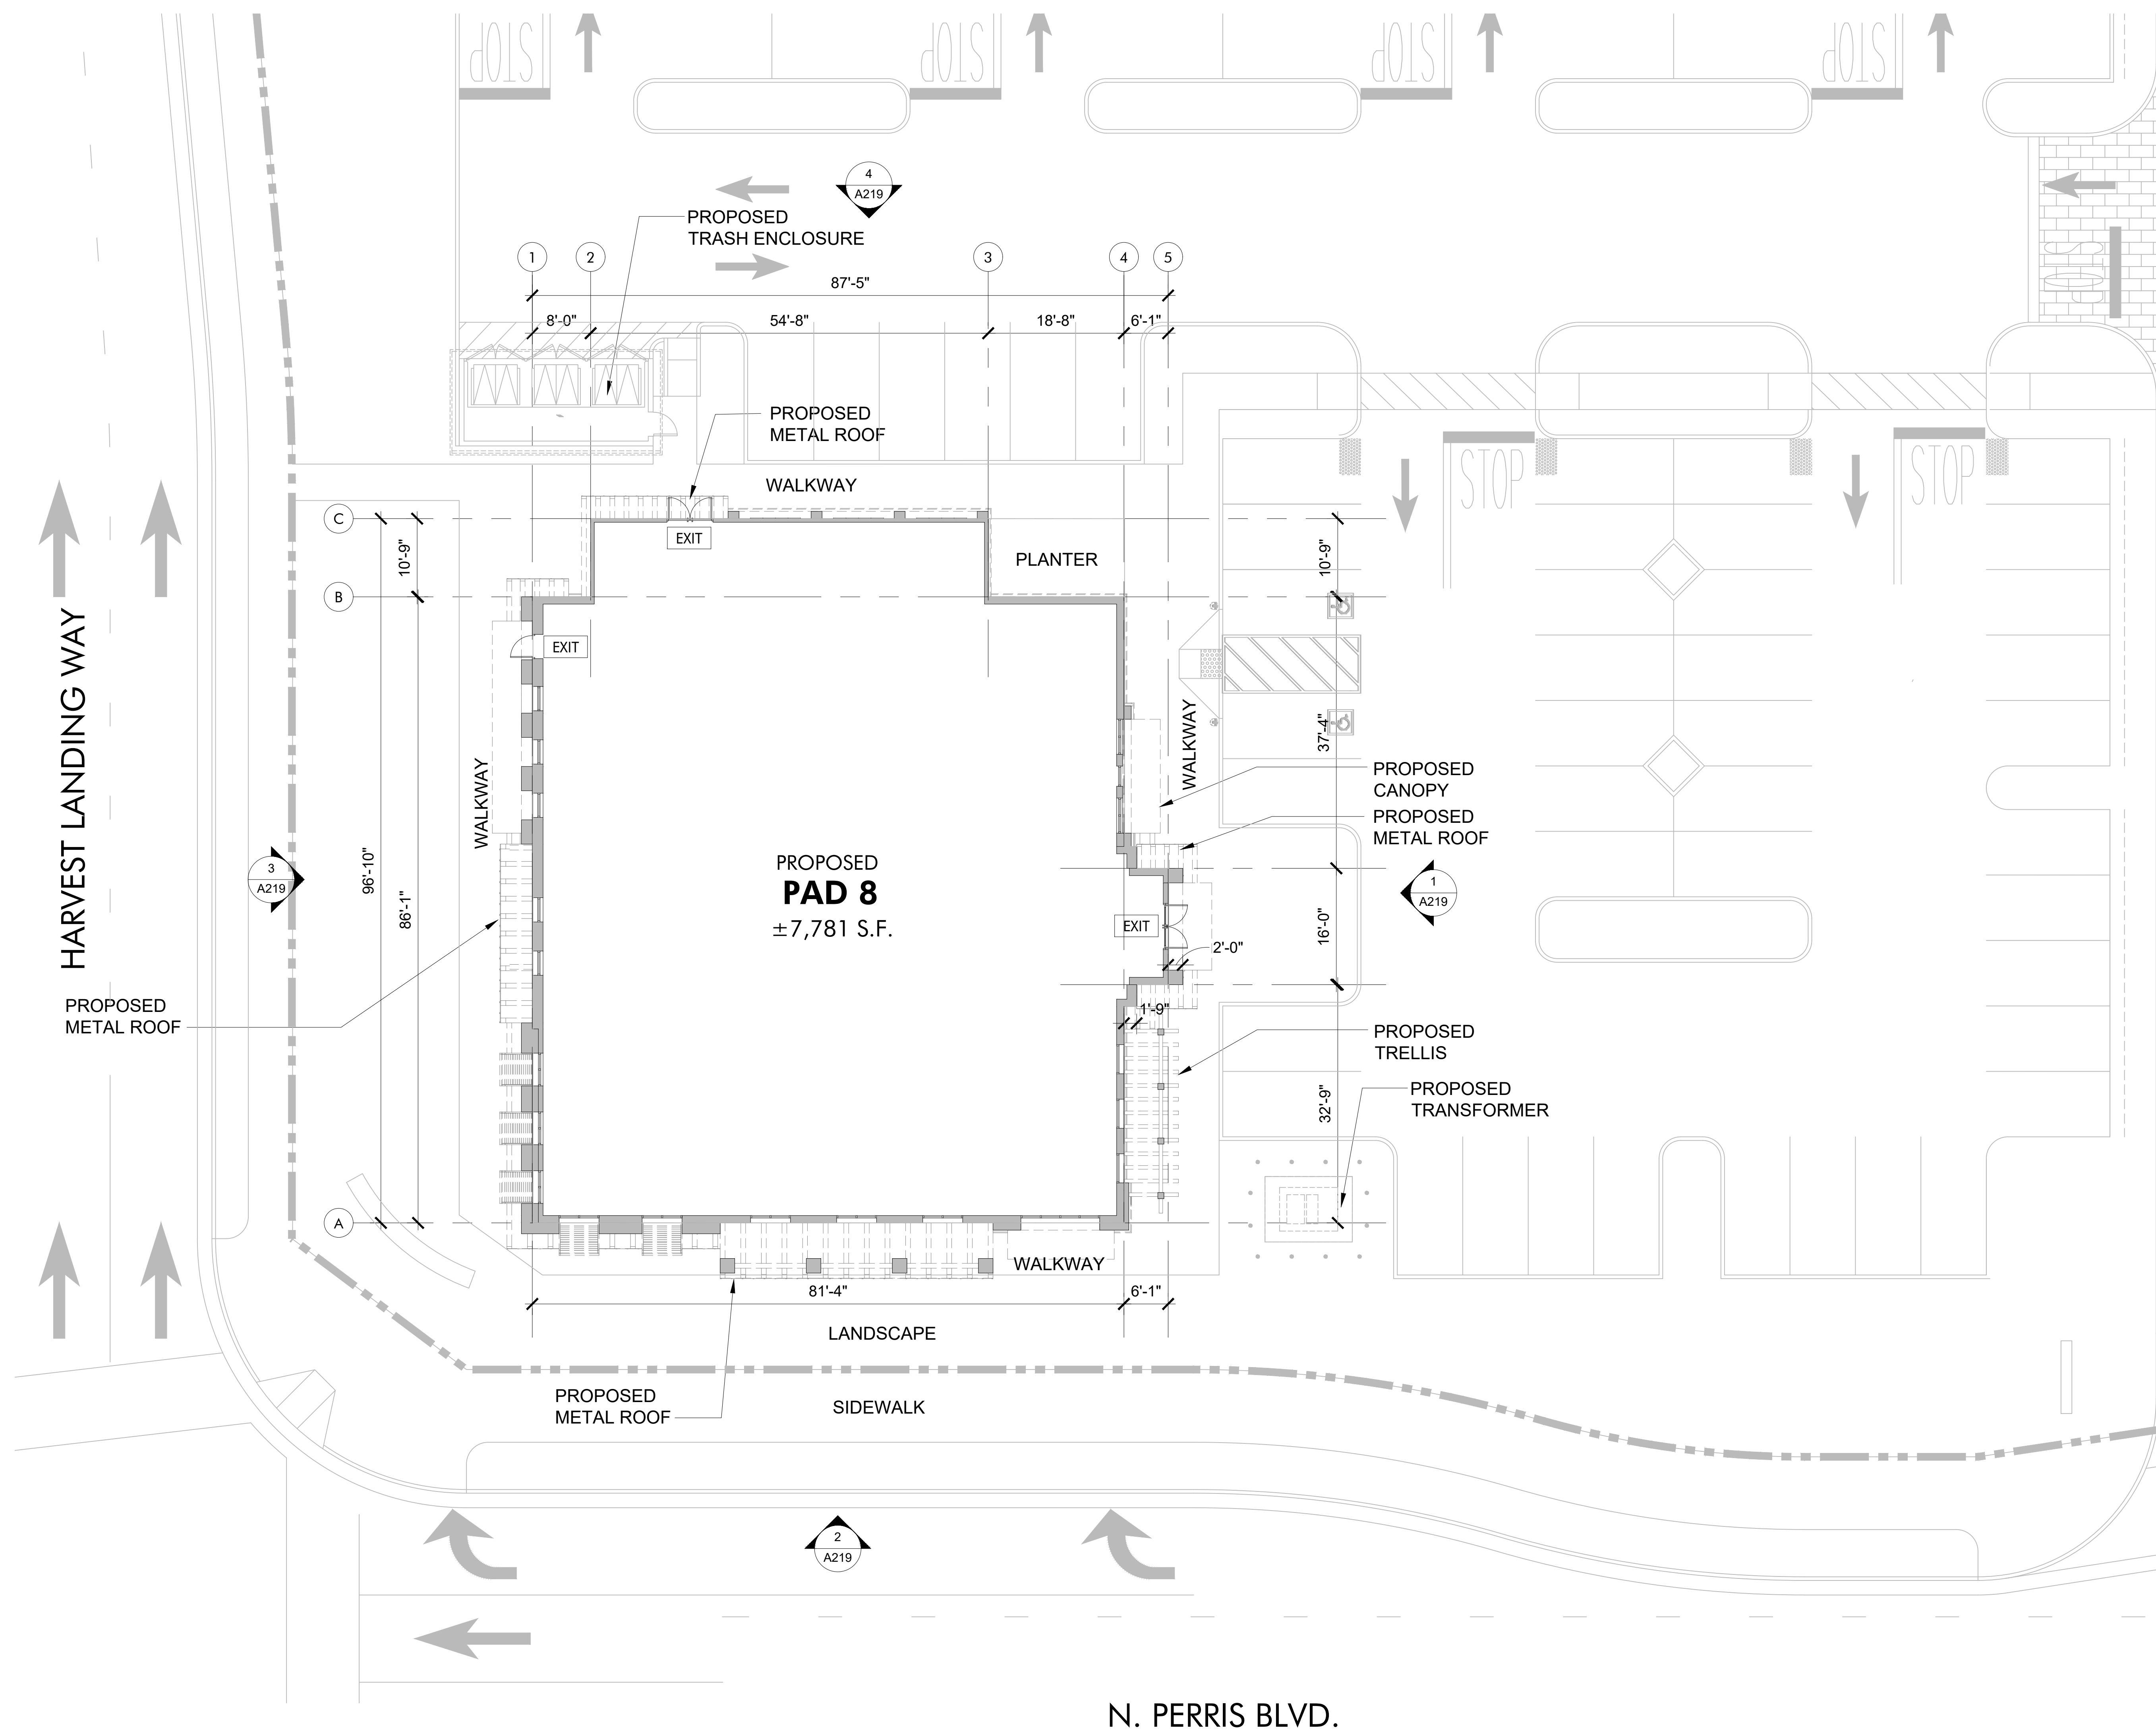 STOP
STOP
STOP
STOP
4
A219
PROPOSED
TRASH ENCLOSURE
STOP
1
2
3
4
5
87'-5"
8'-0"
54'-8"
18'-8"
6'-1"
PROPOSED
METAL ROOF
STOP
STOP
WALKWAY
C
EXIT
10'-9"
10'-9"
PLANTER
B
EXIT
HARVEST LANDING WAY
WALKWAY
WALKWAY
37'-4"
PROPOSED
CANOPY
PROPOSED
METAL ROOF
96'-10"
86'-1"
3
A219
PROPOSED
PAD 8
±7,781 S.F.
1
A219
EXIT
16'-0"
2'-0"
PROPOSED
METAL ROOF
1'-9"
PROPOSED
TRELLIS
32'-9"
PROPOSED
TRANSFORMER
A
WALKWAY
81'-4"
6'-1"
LANDSCAPE
PROPOSED
METAL ROOF
SIDEWALK
2
A219
N. PERRIS BLVD.